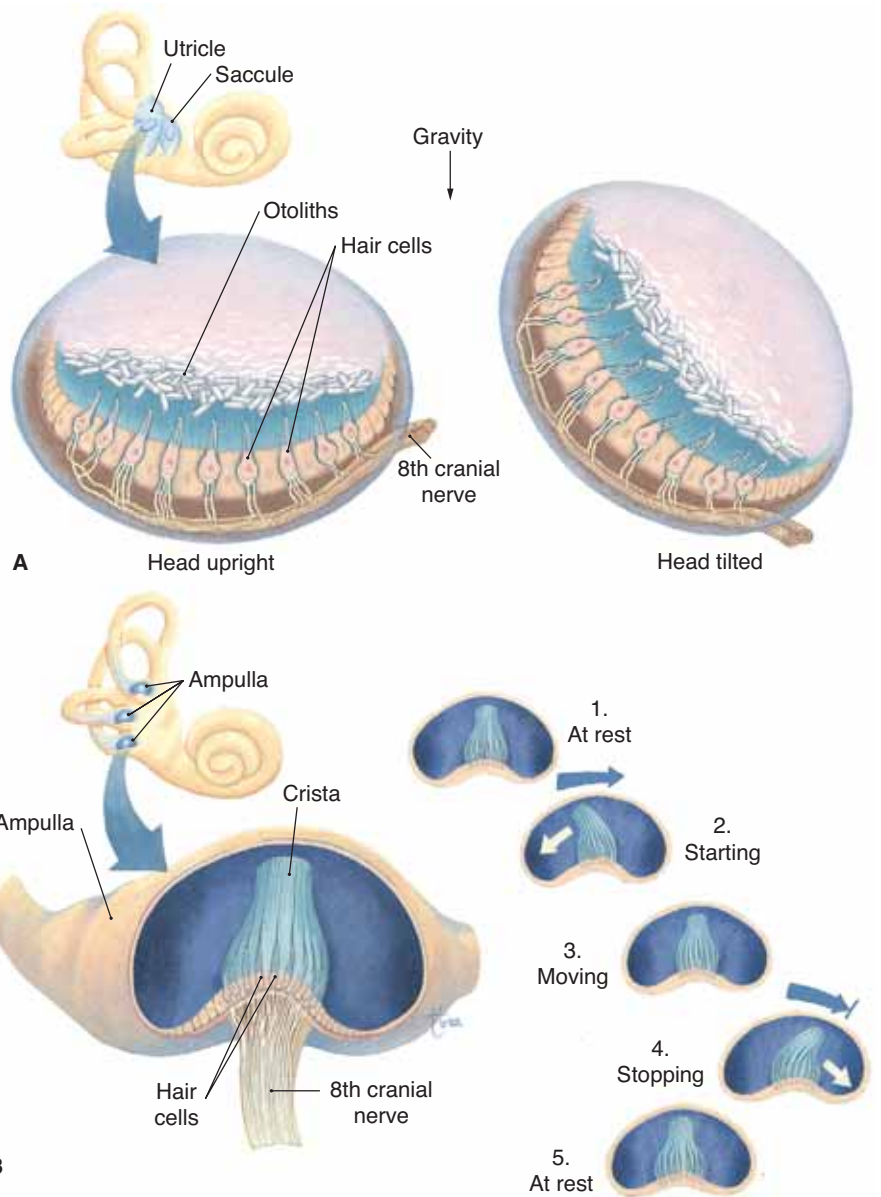 Utricle
Saccule
Gravity
Otoliths
Hair cells
8th cranial
nerve
A
Head upright
Head tilted
Ampulla
1.
At rest
Crista
Ampulla
2.
Starting
3.
Moving
4.
Stopping
Hair
cells
8th cranial
nerve
5.
At rest
B